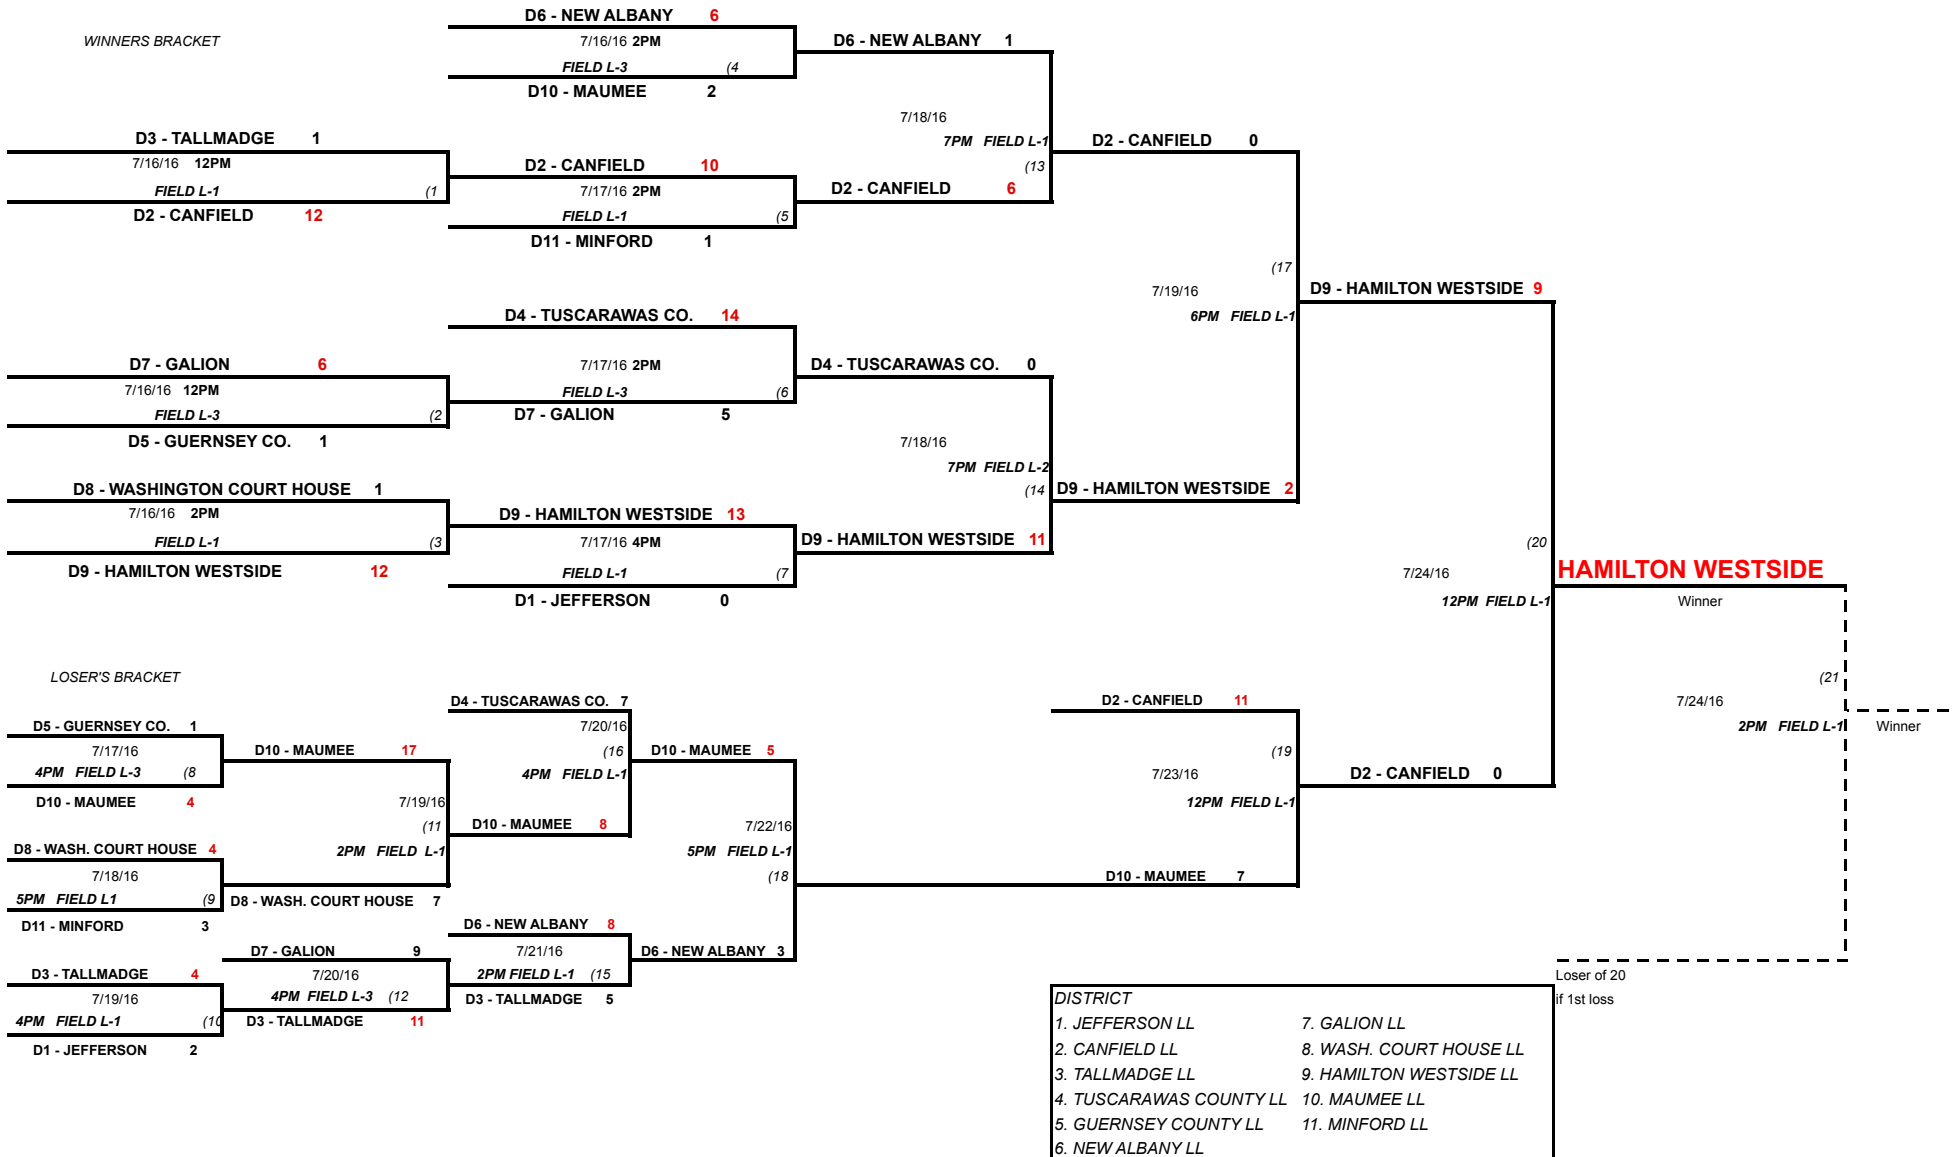 WINNERS BRACKET
D6 - NEW ALBANY 6
7/16/16 2PM
FIELD L-3 (4
D10 - MAUMEE 2
D6 - NEW ALBANY 1
D3 - TALLMADGE 1
7/16/16 12PM
FIELD L-1 (1
D2 - CANFIELD 12
D2 - CANFIELD 10
7/17/16 2PM
FIELD L-1 (5
D11 - MINFORD 1
7/18/16
7PM FIELD L-1
(13
D2 - CANFIELD 6
D2 - CANFIELD 0
(17
7/19/16
6PM FIELD L-1
D9 - HAMILTON WESTSIDE 9
D4 - TUSCARAWAS CO. 14
7/17/16 2PM
FIELD L-3 (6
D7 - GALION 5
D7 - GALION 6
7/16/16 12PM
FIELD L-3 (2
D5 - GUERNSEY CO. 1
D4 - TUSCARAWAS CO. 0
7/18/16
7PM FIELD L-2
(14
D9 - HAMILTON WESTSIDE 2
D8 - WASHINGTON COURT HOUSE 1
7/16/16 2PM
FIELD L-1 (3
D9 - HAMILTON WESTSIDE 12
D9 - HAMILTON WESTSIDE 13
7/17/16 4PM
FIELD L-1 (7
D1 - JEFFERSON 0
D9 - HAMILTON WESTSIDE 11
(20
7/24/16
12PM FIELD L-1
HAMILTON WESTSIDE
Winner
LOSER'S BRACKET
D5 - GUERNSEY CO. 1
7/17/16
4PM FIELD L-3 (8
D10 - MAUMEE 4
D8 - WASH. COURT HOUSE 4
7/18/16
5PM FIELD L1 (9
D11 - MINFORD 3
D3 - TALLMADGE 4
7/19/16
4PM FIELD L-1 (10
D1 - JEFFERSON 2
D10 - MAUMEE 17
7/19/16
(11
2PM FIELD L-1
D8 - WASH. COURT HOUSE 7
D7 - GALION 9
7/20/16
4PM FIELD L-3 (12
D3 - TALLMADGE 11
D4 - TUSCARAWAS CO. 7
7/20/16
(16
4PM FIELD L-1
D10 - MAUMEE 8
D6 - NEW ALBANY 8
7/21/16
2PM FIELD L-1 (15
D3 - TALLMADGE 5
D10 - MAUMEE 5
7/22/16
5PM FIELD L-1
(18
D6 - NEW ALBANY 3
D2 - CANFIELD 11
(19
7/23/16
12PM FIELD L-1
D10 - MAUMEE 7
D2 - CANFIELD 0
(21
7/24/16
2PM FIELD L-1
Winner
Loser of 20
if 1st loss
DISTRICT
1. JEFFERSON LL
2. CANFIELD LL
3. TALLMADGE LL
4. TUSCARAWAS COUNTY LL
5. GUERNSEY COUNTY LL
6. NEW ALBANY LL
7. GALION LL
8. WASH. COURT HOUSE LL
9. HAMILTON WESTSIDE LL
10. MAUMEE LL
11. MINFORD LL